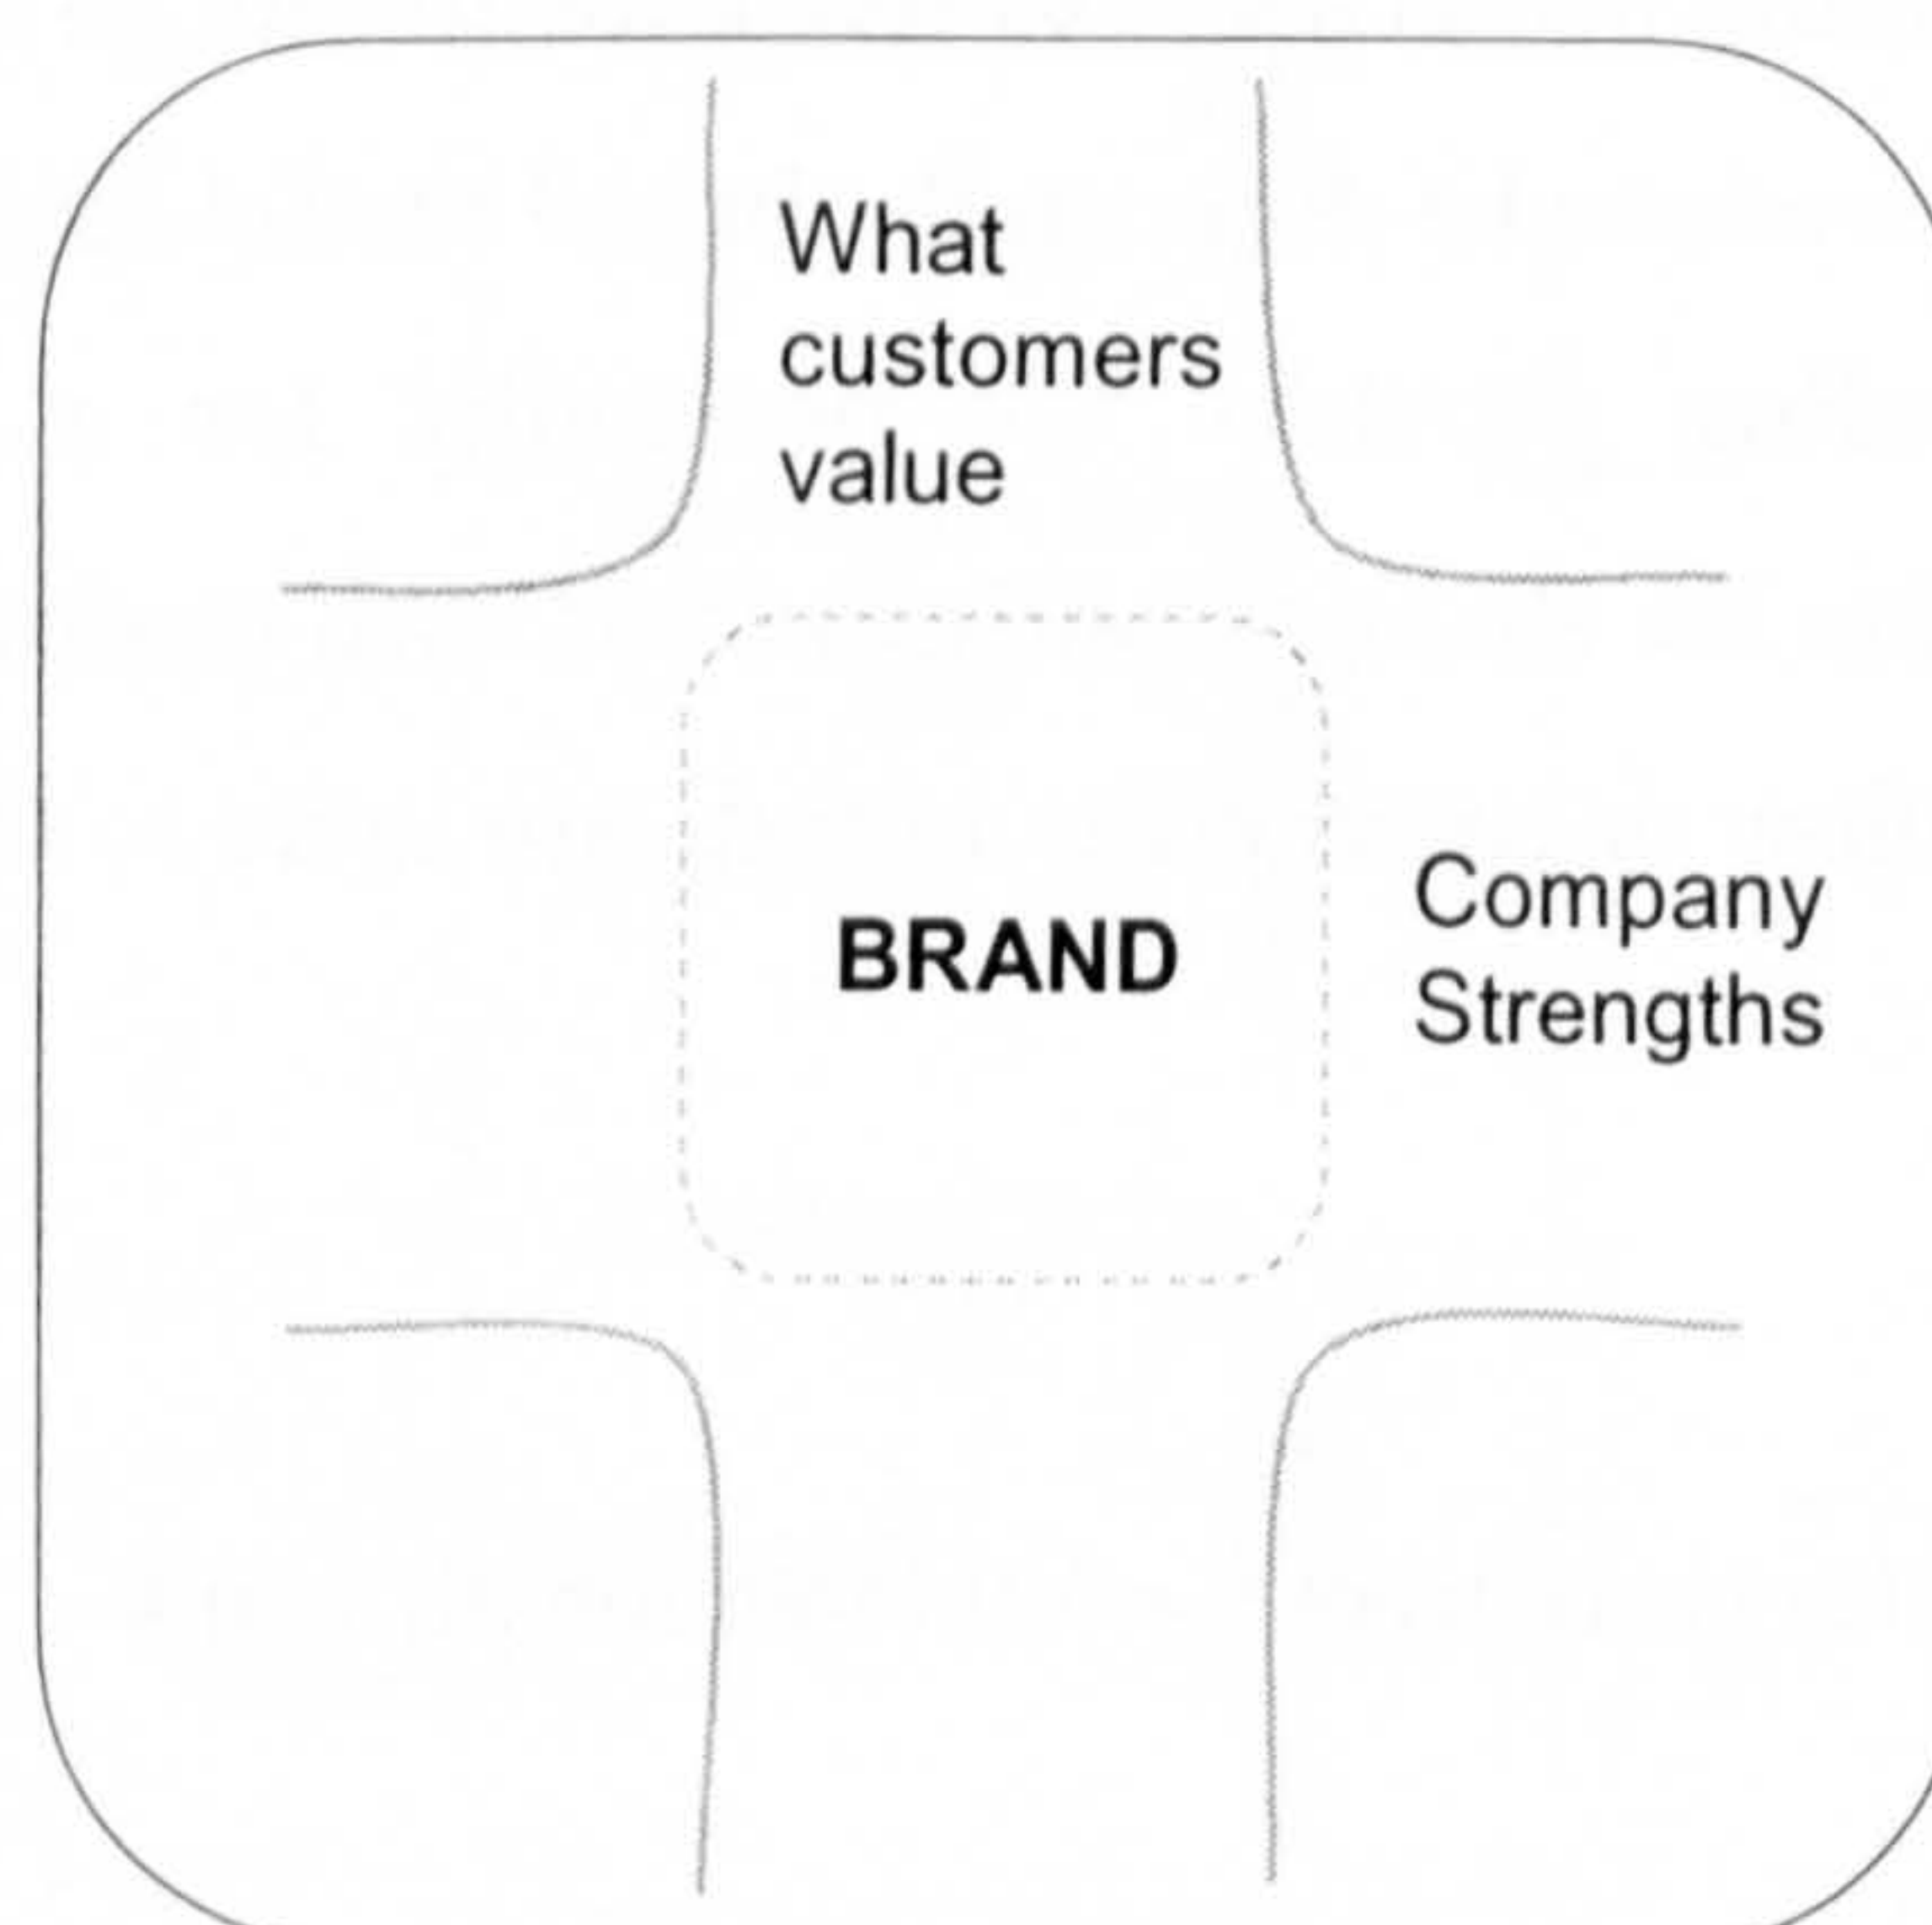 What
customers
value
BRAND
Company
Strengths